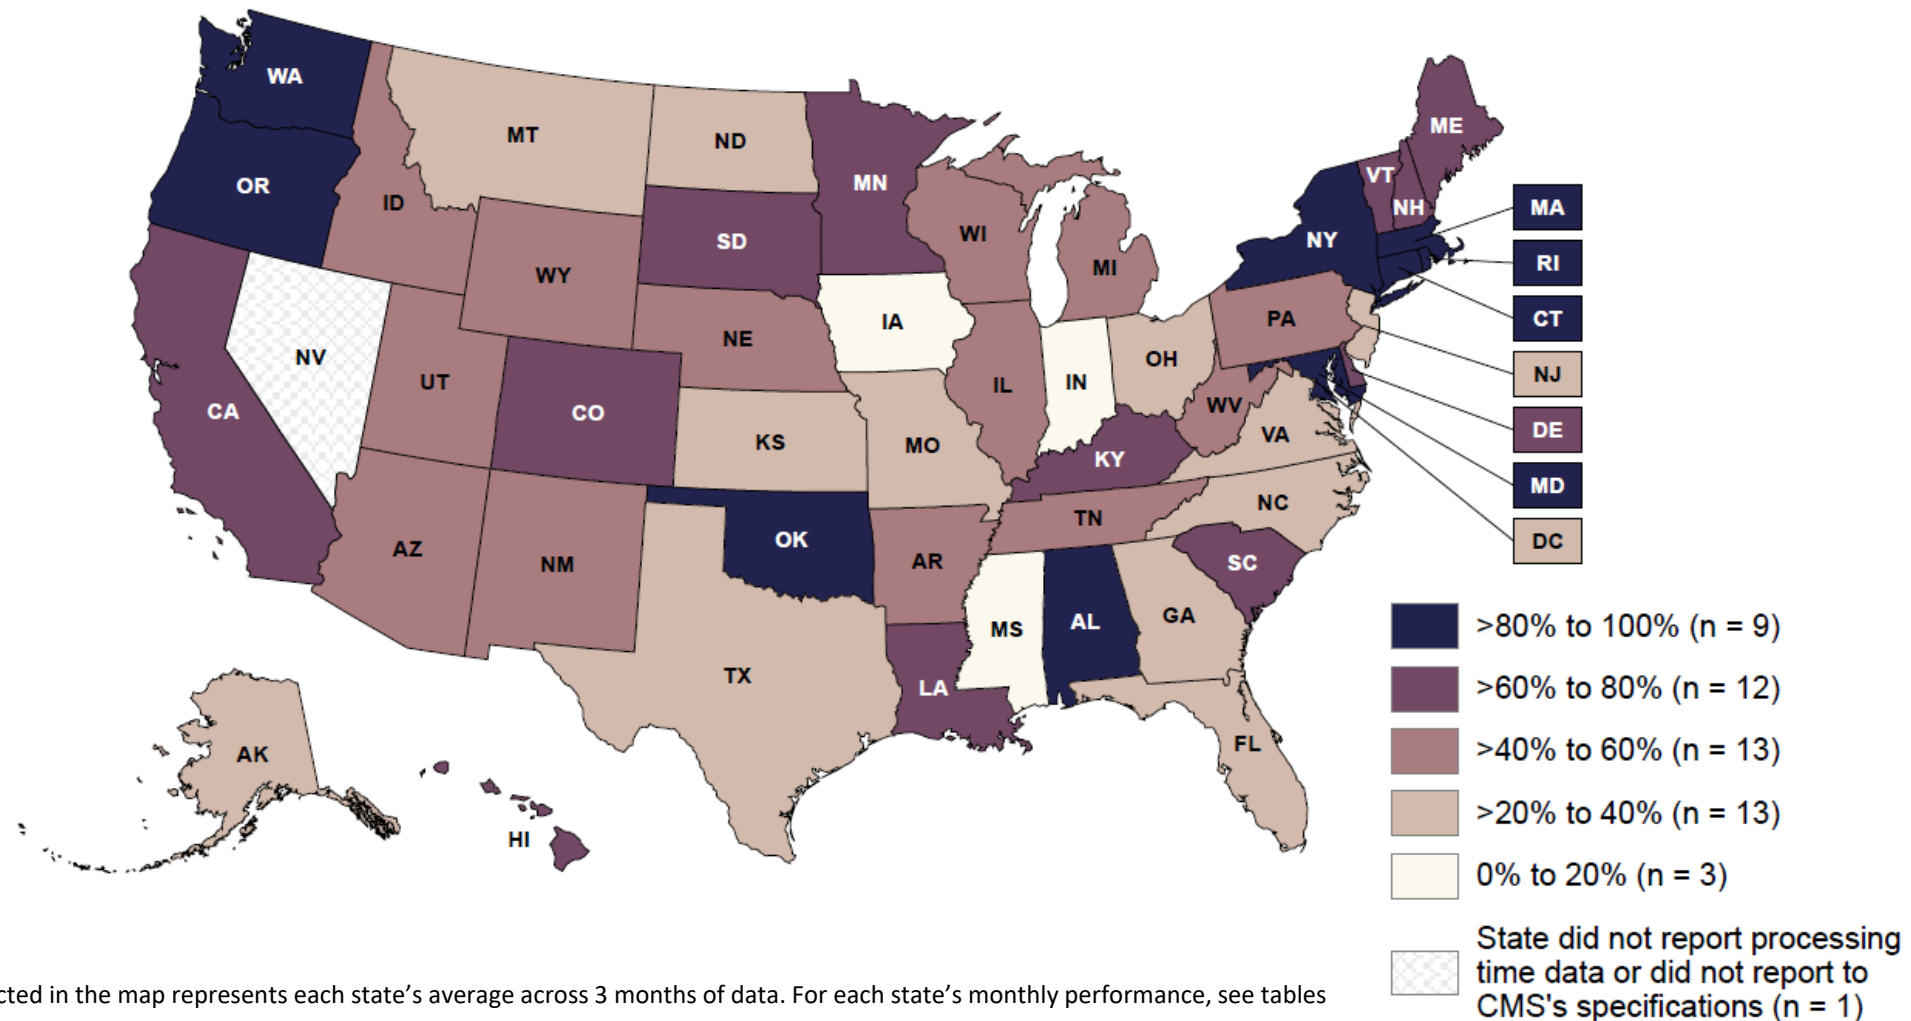 WA
MT
ND
ME
OR
ID
MN
VT
NH
MA
SD
WI
NY
RI
WY
MI
CT
NV
NE
IA
PA
UT
IL
IN
OH
NJ
CA
CO
KS
MO
WV
VA
DE
KY
MD
AZ
NM
OK
AR
TN
NC
DC
SC
MS
AL
GA
TX
LA
FL
AK
HI
>80% to 100% (n = 9)
>60% to 80% (n = 12)
>40% to 60% (n = 13)
>20% to 40% (n = 13)
0% to 20% (n = 3)
State did not report processing
time data or did not report to
CMS's specifications (n = 1)
cted in the map represents each state’s average across 3 months of data. For each state’s monthly performance, see tables